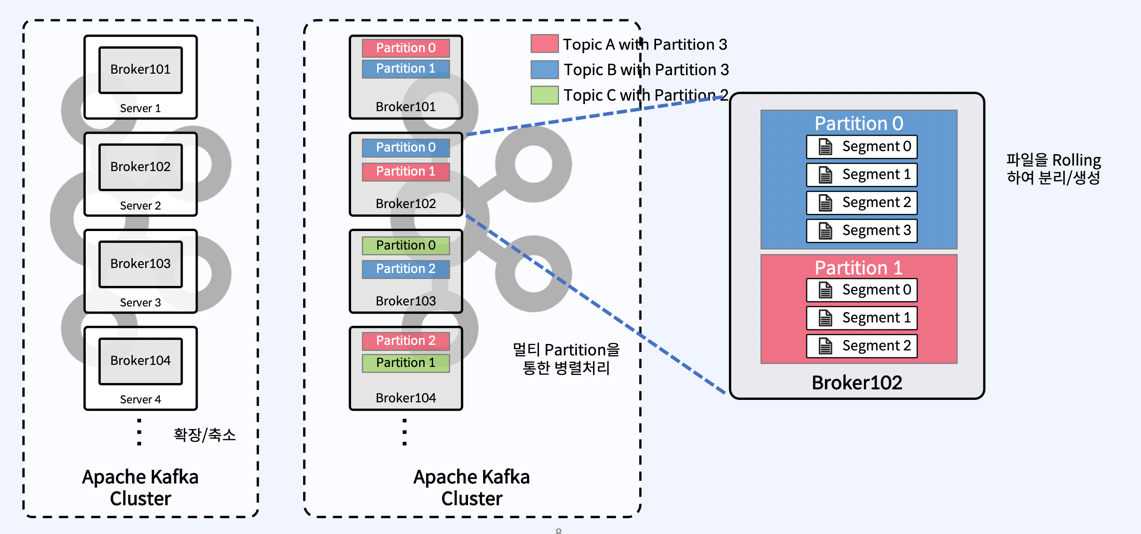 Broker101
Server 1
Broker102
Server 2
Broker103
Server 3
Broker104
Server 4
확장/축소
Apache Kafka
Cluster
Partition 0
Partition 1
Broker101
Partition 0
Partition 1
Broker102
Partition 0
Partition 2
Broker103
Partition 2
Partition 1
Broker104
멀티 Partition을
통한 병렬처리
Apache Kafka
Cluster
Topic A with Partition 3
Topic B with Partition 3
Topic C with Partition 2
Partition 0
Segment 0
Segment 1
Segment 2
Segment 3
Partition 1
Segment 0
Segment 1
Segment 2
Broker102
파일을 Rolling
하여 분리/생성
8